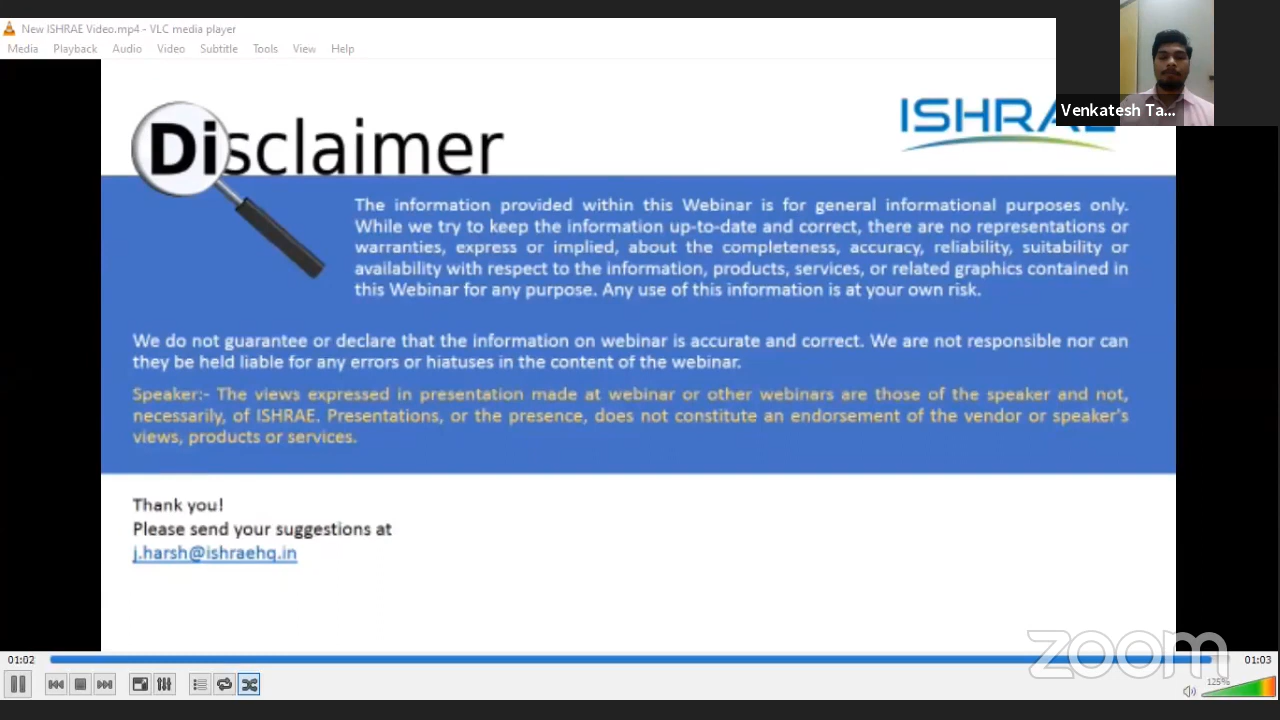 New ISHRAE Video.mp4 - VLC media player
Media Playback Audio Video Subtitle Tools View Help
Venkatesh Ta...
Disclaimer
ISHRAE
The information provided within this Webinar is for general informational purposes only.
While we try to keep the information up-to-date and correct, there are no representations or
warranties, express or implied, about the completeness, accuracy, reliability, suitability or
availability with respect to the information, products, services, or related graphics contained in
this Webinar for any purpose. Any use of this information is at your own risk.
We do not guarantee or declare that the information on webinar is accurate and correct. We are not responsible nor can
they be held liable for any errors or hiatuses in the content of the webinar.
Speaker:- The views expressed in presentation made at webinar or other webinars are those of the speaker and not,
necessarily, of ISHRAE. Presentations, or the presence, does not constitute an endorsement of the vendor or speaker's
views, products or services.
Thank you!
Please send your suggestions at
j.harsh@ishraehq.in
zoom
01:02
01:03
125%